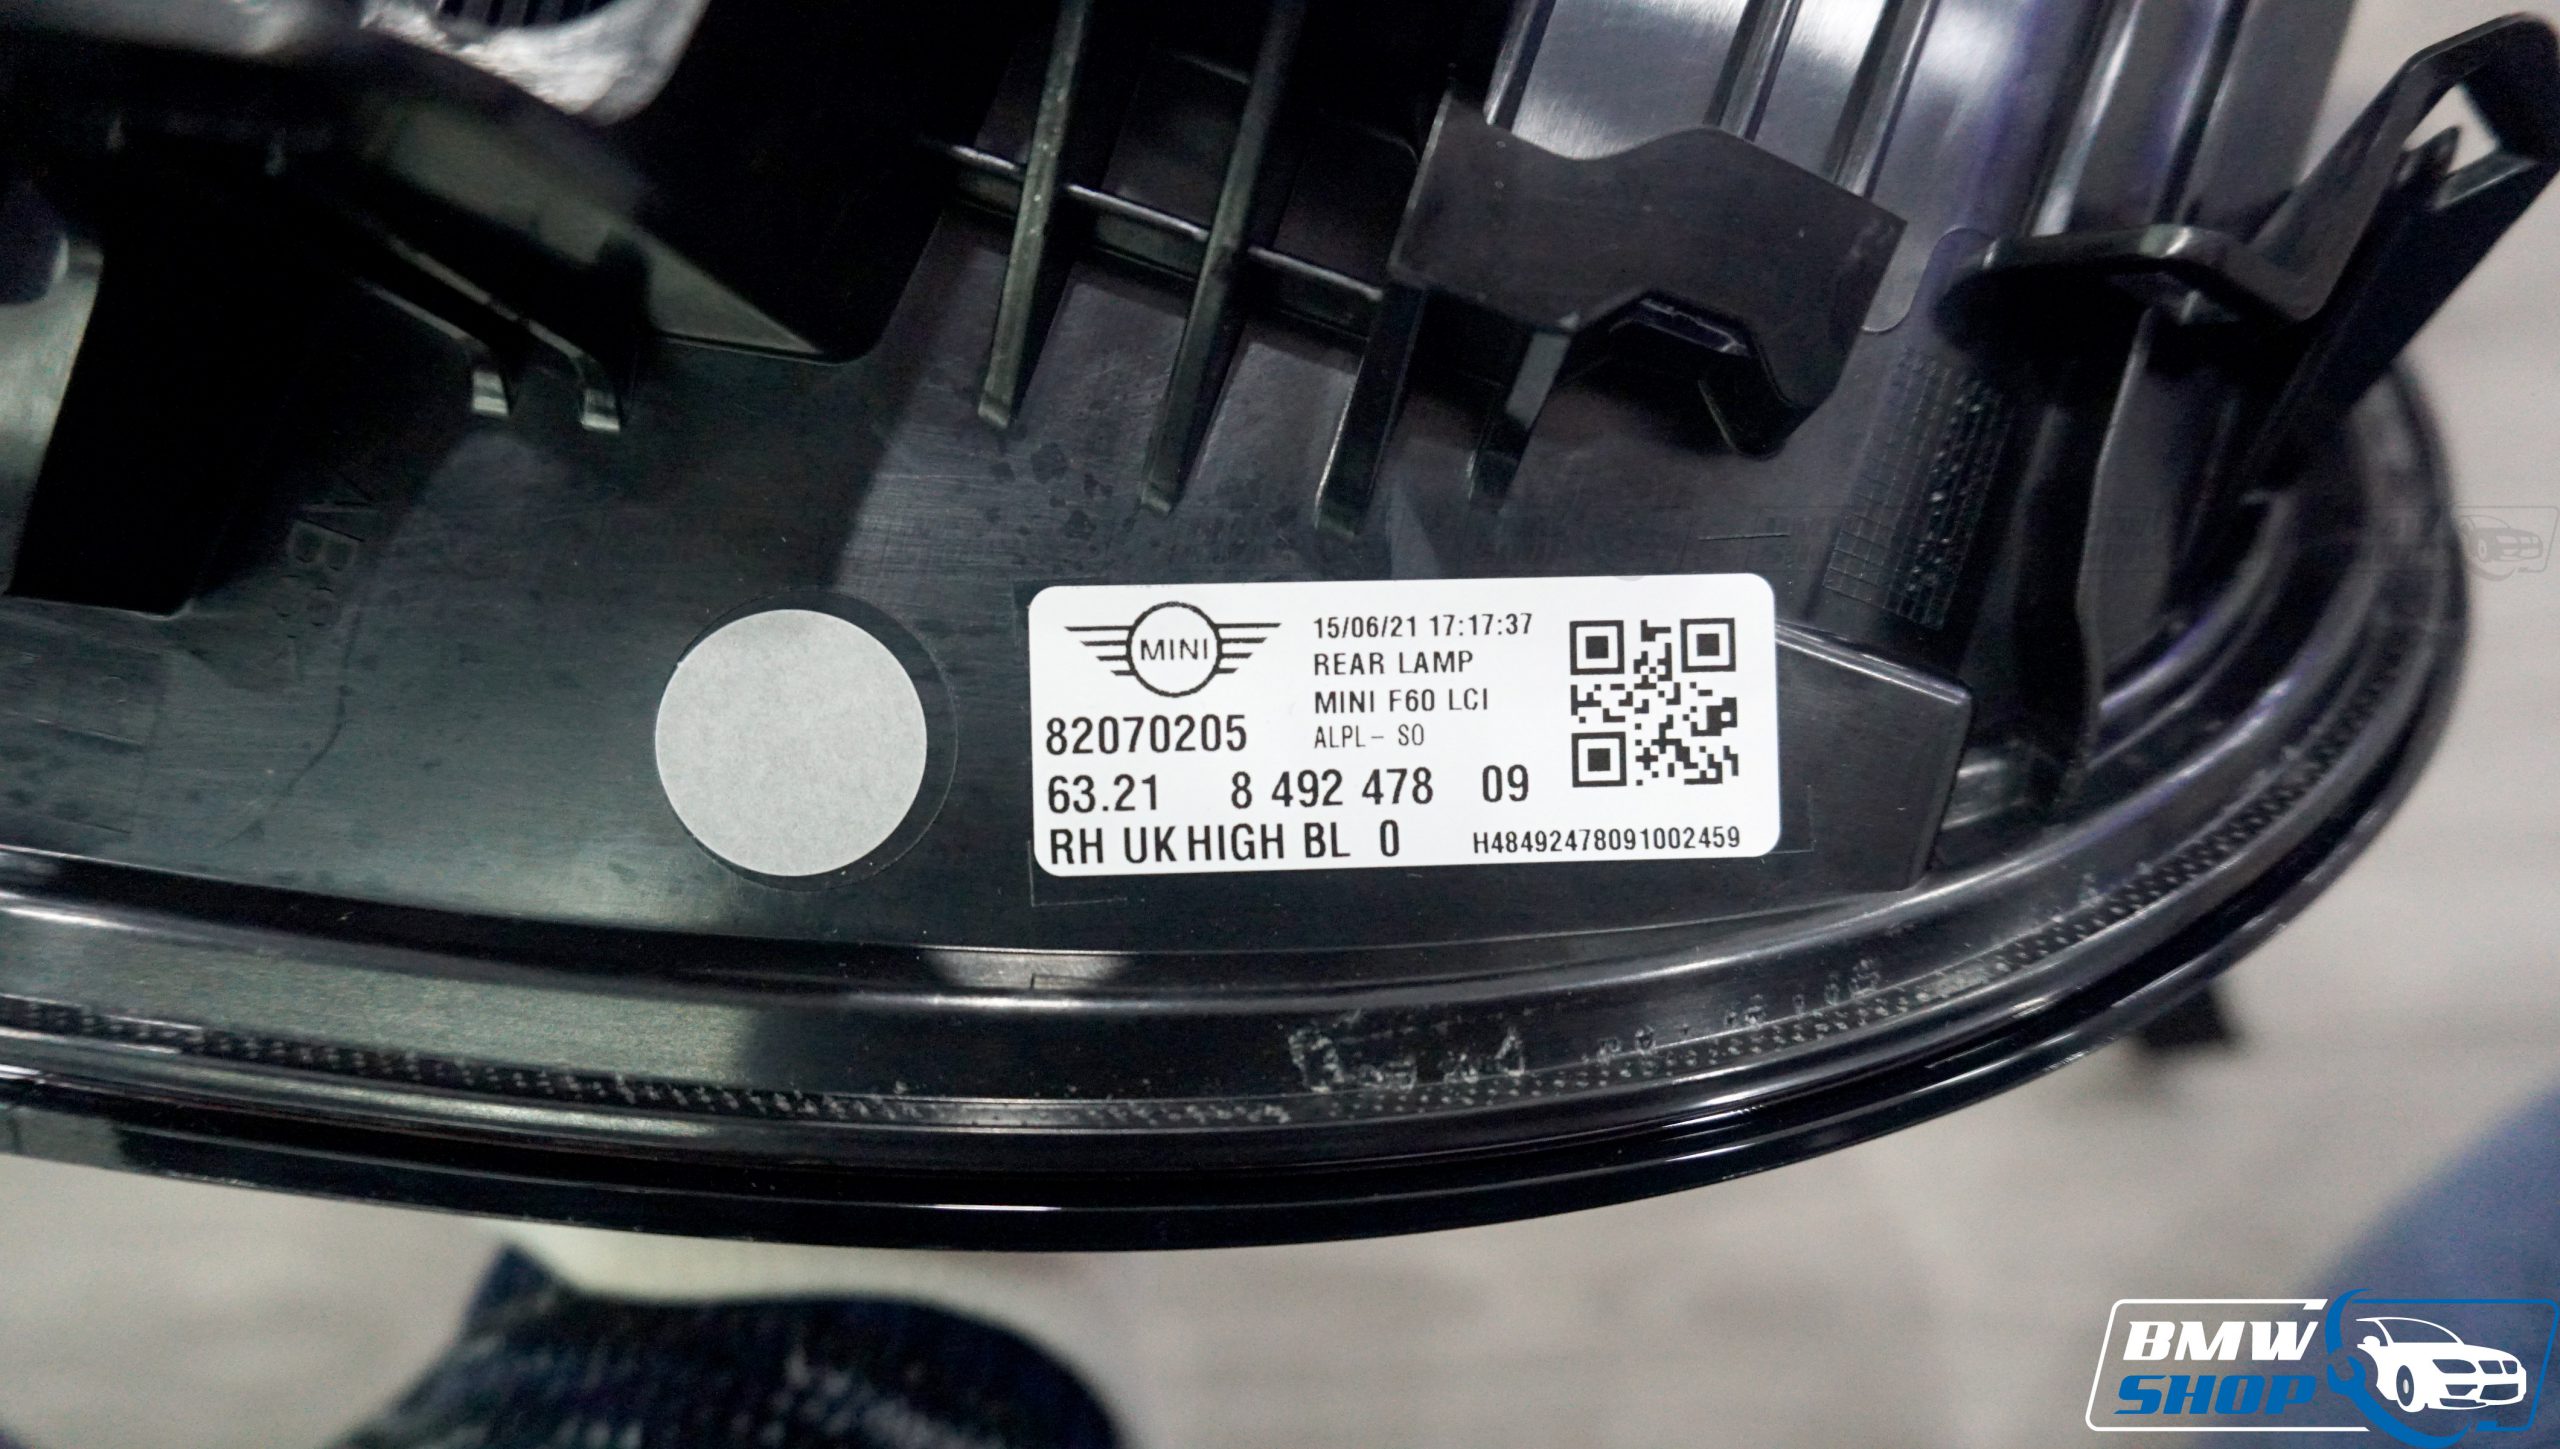 MINI
15/06/21 17:17:37
REAR LAMP
MINI F60 LCI
ALPL- SO
82070205
63.21 8 492 478 09
RH UK HIGH BL 0
H48492478091002459
BMW
SHOP